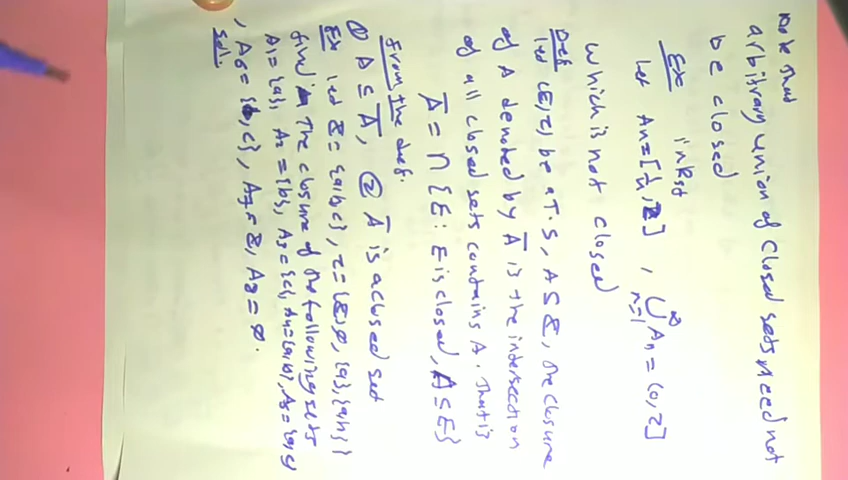 Note that
arbitrary union of closed sets need not
be closed
Ex in Rst
let An=[1/n, 2], ⋃_{n=1}^∞ An = (0,2]
which is not closed
Def
let (X,τ) be a T.S, A ⊆ X, the closure
of A denoted by Ā is the intersection
of all closed sets contains A. That is
Ā = ∩ {E: E is closed, A ⊆ E}
from the def.
① A ⊆ Ā, ② Ā is a closed set
Ex let X = {a,b,c}, τ = {X, φ, {a}, {a,b}}
find The closure of the following sets
A1={a}, A2={b}, A3={c}, A4={a,b}, A5={a,c}
, A6={b,c}, A7=X, A8=φ.
Sol.